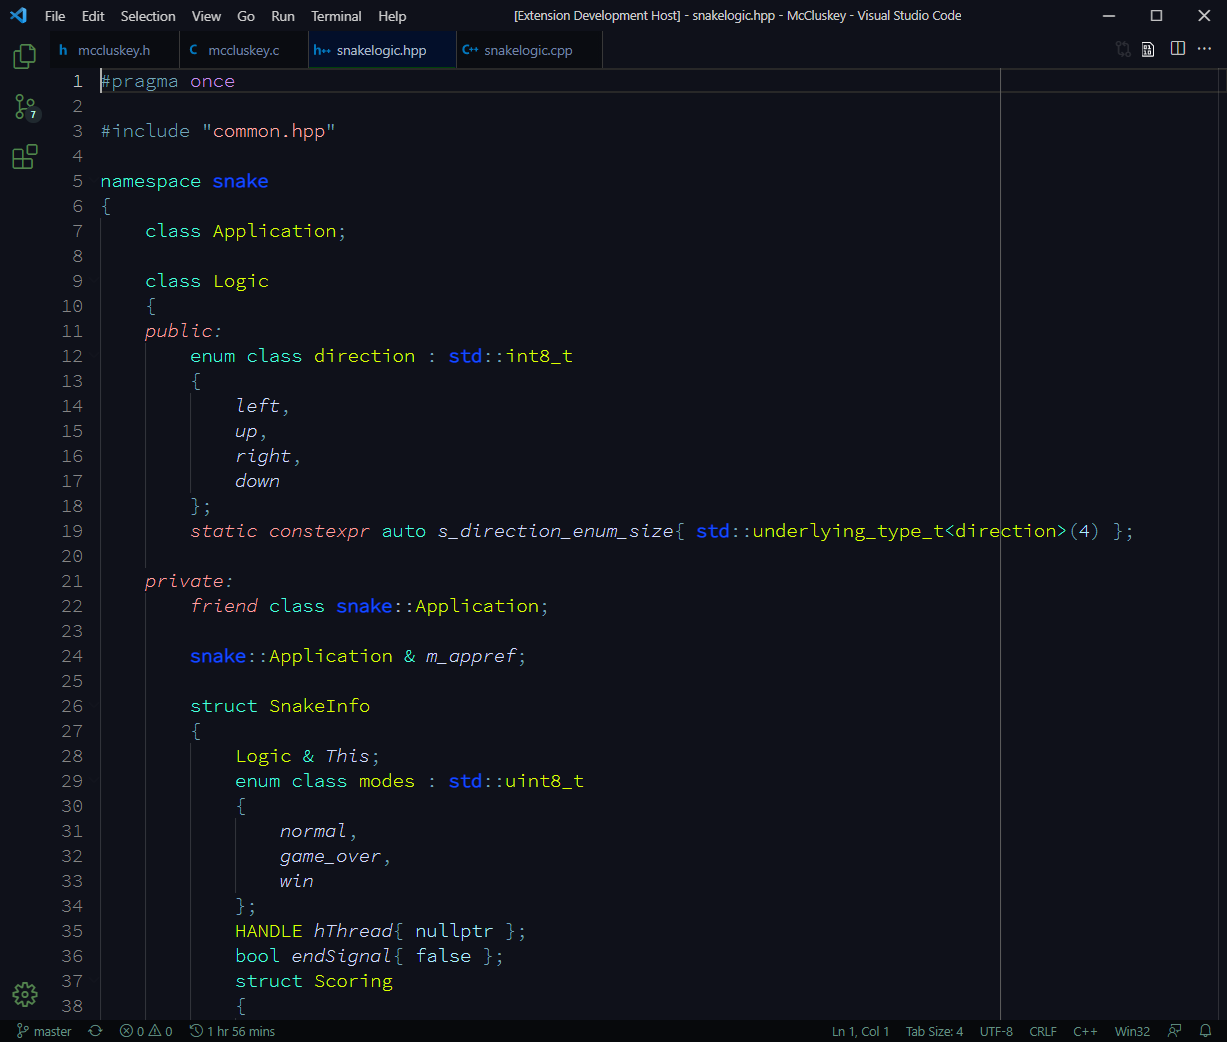 File Edit Selection View Go Run Terminal Help [Extension Development Host] - snakelogic.hpp - McCluskey - Visual Studio Code
h mccluskey.h C mccluskey.c h++ snakelogic.hpp C++ snakelogic.cpp
1 #pragma once
2
3 #include "common.hpp"
4
5 namespace snake
6 {
7 class Application;
8
9 class Logic
10 {
11 public:
12 enum class direction : std::int8_t
13 {
14 left,
15 up,
16 right,
17 down
18 };
19 static constexpr auto s_direction_enum_size{ std::underlying_type_t<direction>(4) };
20
21 private:
22 friend class snake::Application;
23
24 snake::Application & m_appref;
25
26 struct SnakeInfo
27 {
28 Logic & This;
29 enum class modes : std::uint8_t
30 {
31 normal,
32 game_over,
33 win
34 };
35 HANDLE hThread{ nullptr };
36 bool endSignal{ false };
37 struct Scoring
38 {
7
master 0 0 1 hr 56 mins Ln 1, Col 1 Tab Size: 4 UTF-8 CRLF C++ Win32